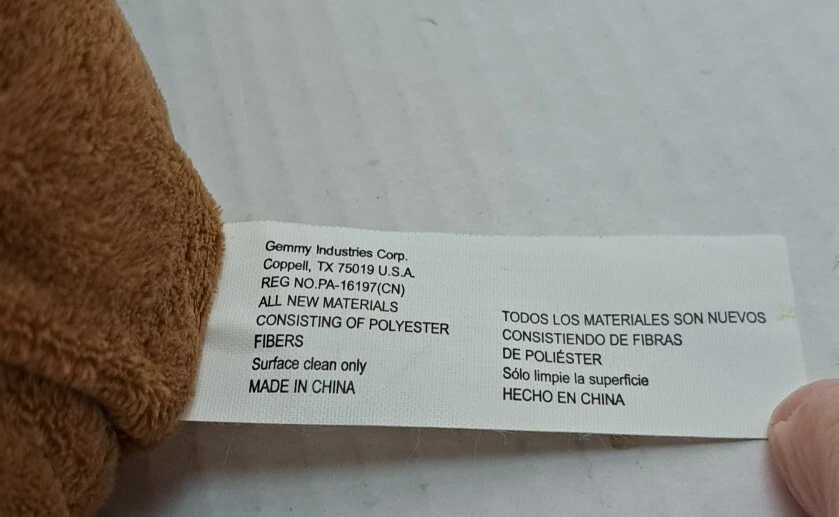 Gemmy Industries Corp.
Coppell, TX 75019 U.S.A.
REG NO.PA-16197(CN)
ALL NEW MATERIALS
CONSISTING OF POLYESTER
FIBERS
Surface clean only
MADE IN CHINA
TODOS LOS MATERIALES SON NUEVOS
CONSISTIENDO DE FIBRAS
DE POLIÉSTER
Sólo limpie la superficie
HECHO EN CHINA